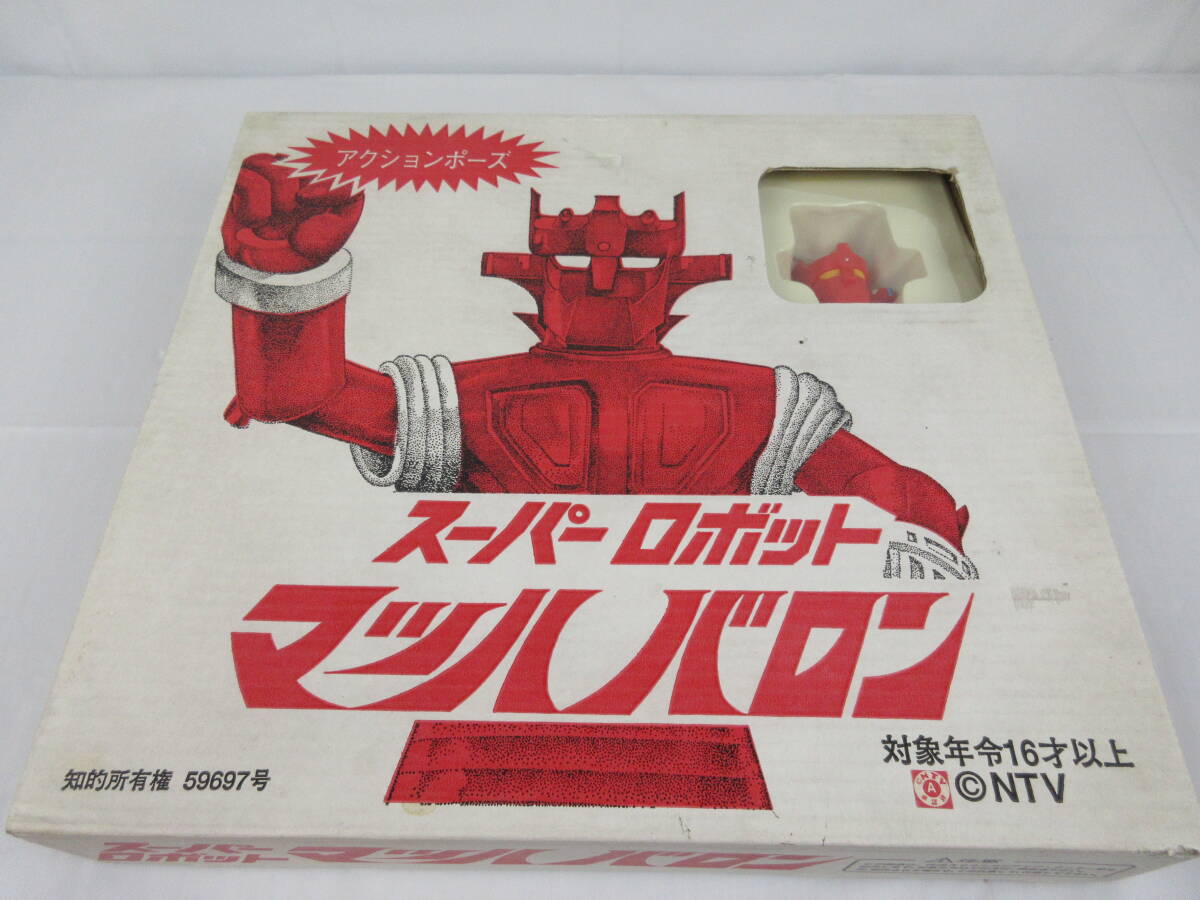 アクションポーズ
スーパー ロボット
マッハバロン
対象年令16才以上
知的所有権 59697号
A
©NTV
スーパー
ロボット マッハバロン
⚠注意